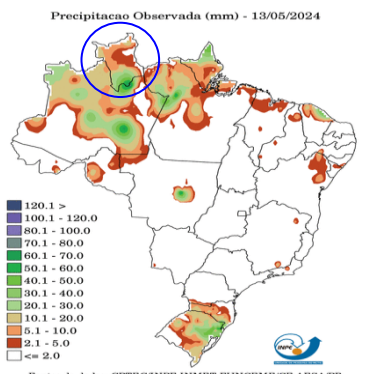 Precipitacao Observada (mm) - 13/05/2024
120.1 >
100.1 - 120.0
80.1 - 100.0
70.1 - 80.0
60.1 - 70.0
50.1 - 60.0
40.1 - 50.0
30.1 - 40.0
20.1 - 30.0
10.1 - 20.0
5.1 - 10.0
2.1 - 5.0
<= 2.0